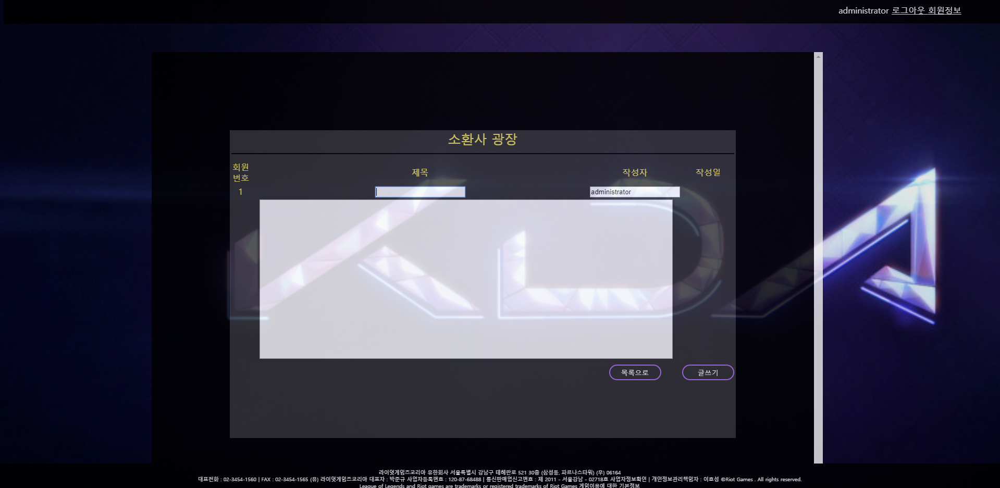 administrator 로그아웃 회원정보
소환사 광장
회원
번호
제목
작성자
작성일
1
administrator
목록으로
글쓰기
라이엇게임즈코리아 유한회사 서울특별시 강남구 테헤란로 521 30층 (삼성동, 파르나스타워) (우) 06164
대표전화 : 02-3454-1560 | FAX : 02-3454-1565 (유) 라이엇게임즈코리아 대표자 : 박준규 사업자등록번호 : 120-87-68488 | 통신판매업신고번호 : 제 2011 - 서울강남 - 02718호 사업자정보확인 | 개인정보관리책임자 : 이효성 ©Riot Games . All rights reserved.
League of Legends and Riot games are trademarks or registered trademarks of Riot Games 게임이용에 대한 기본정보